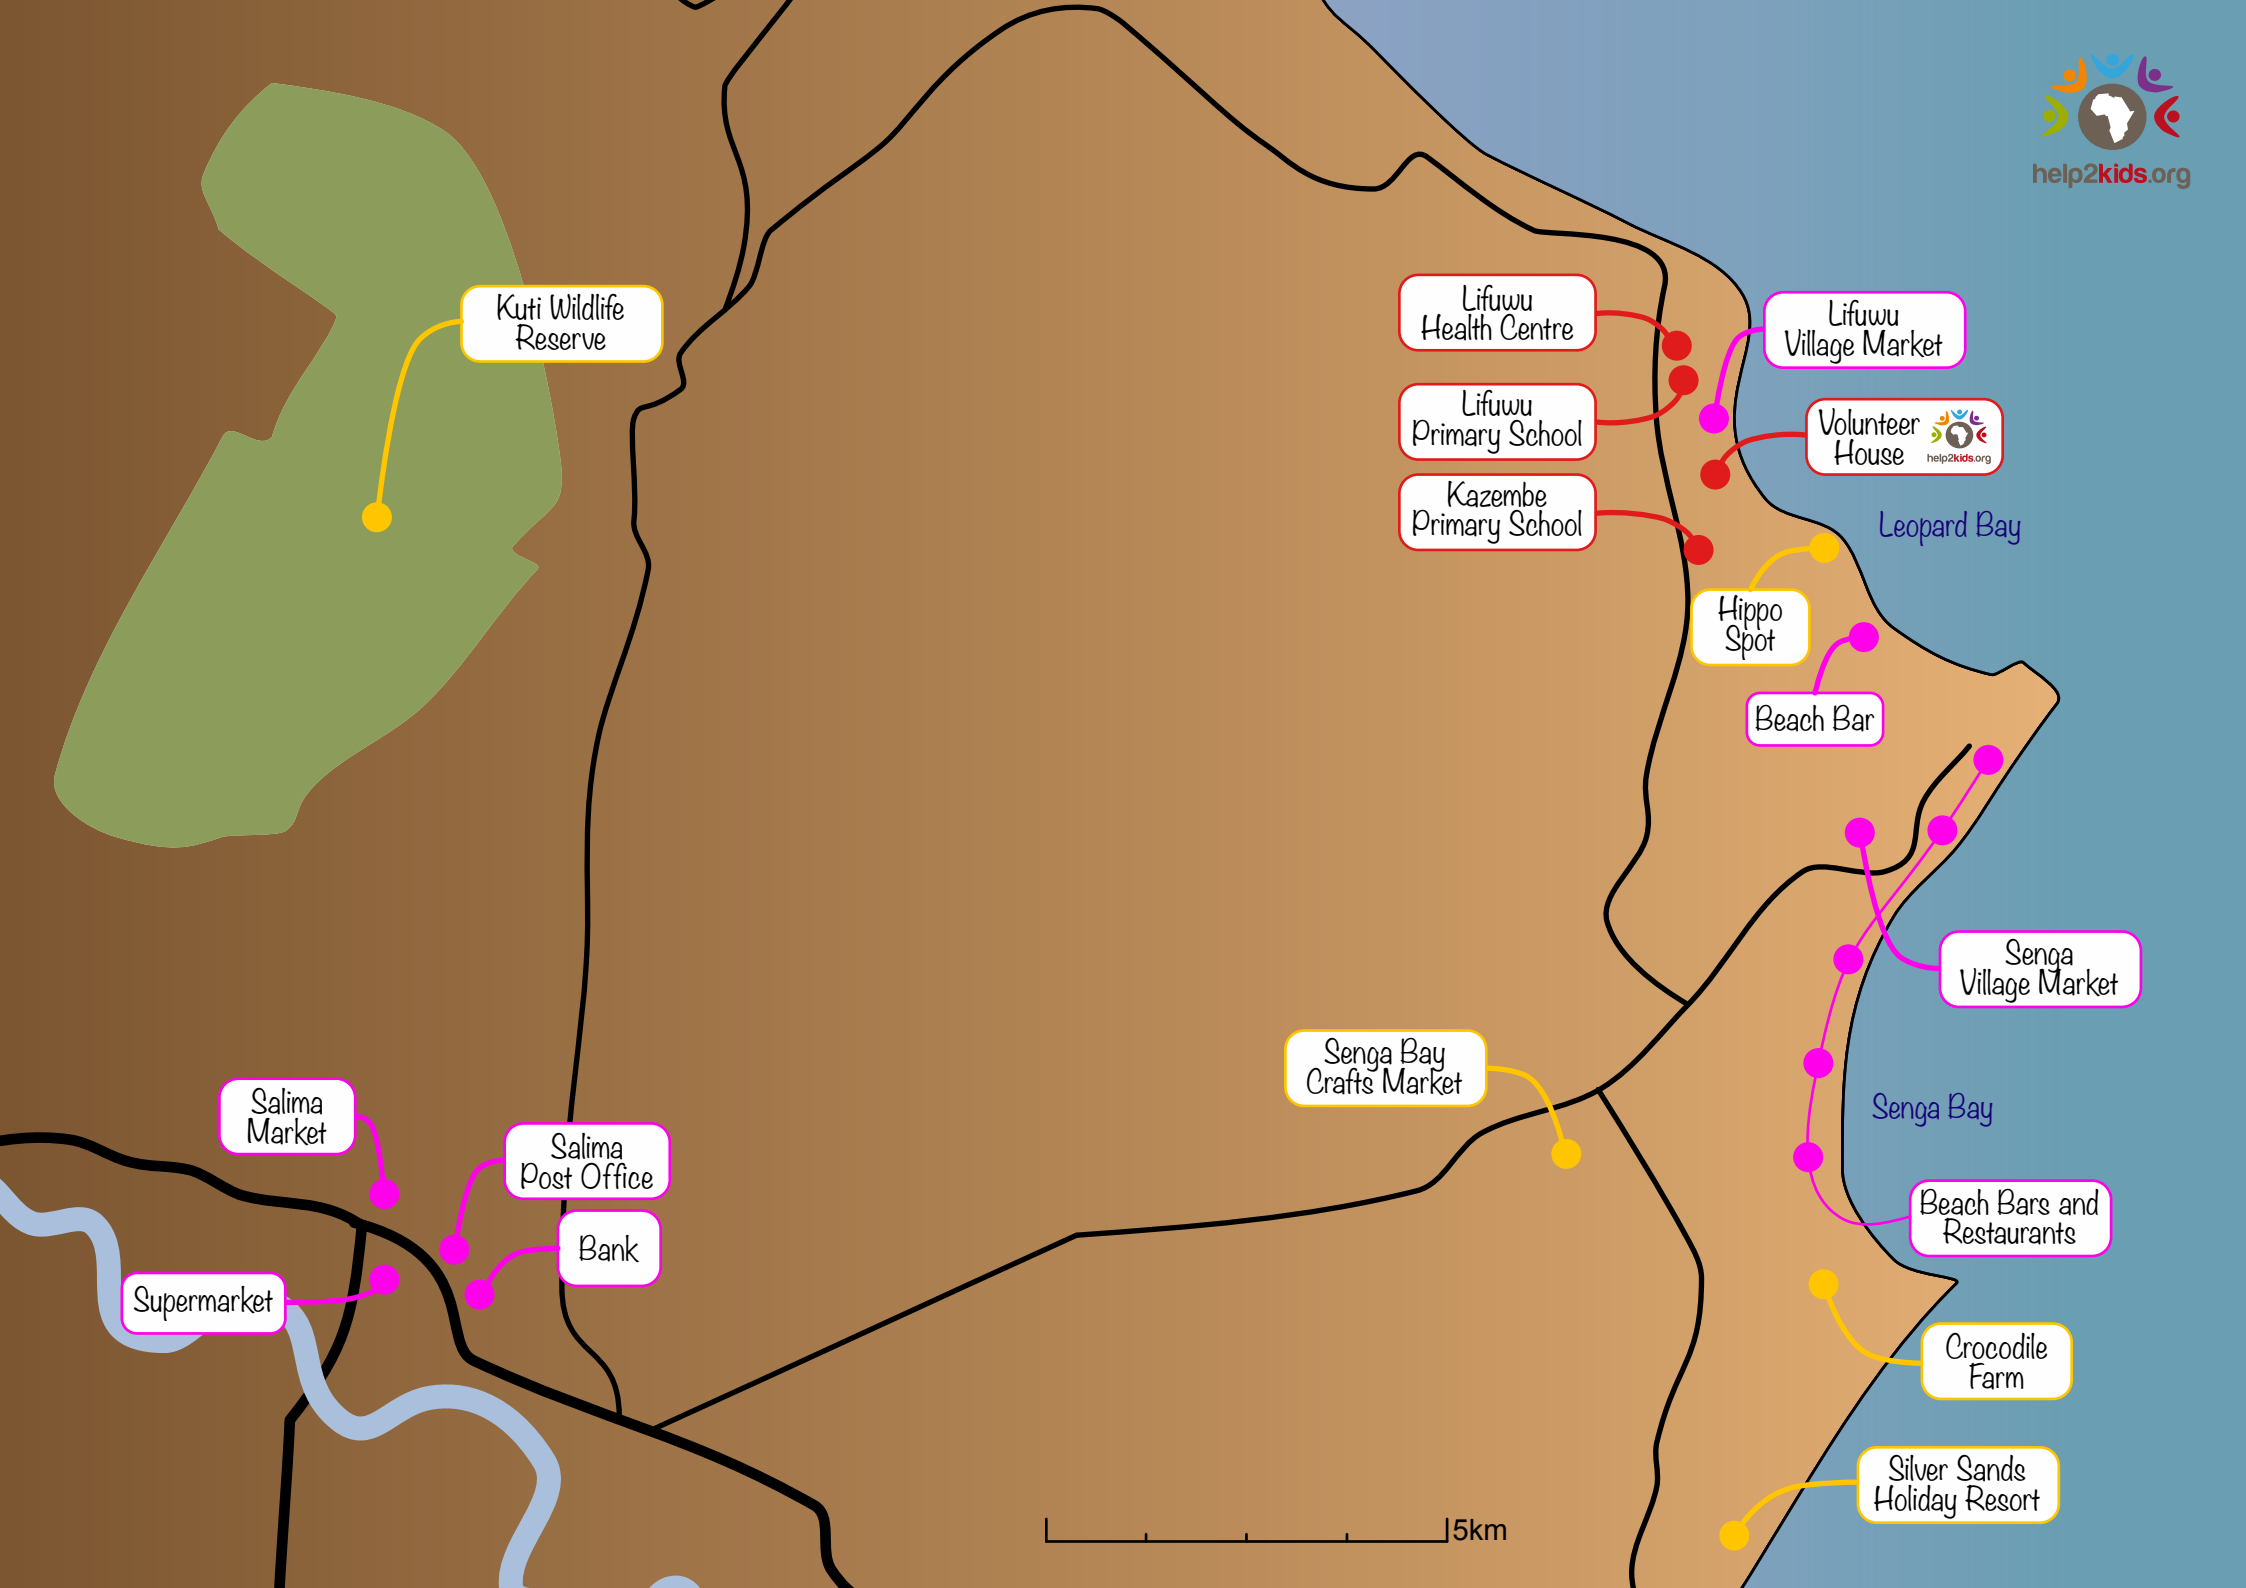 help2kids.org
Kuti Wildlife
Reserve
Lifuwu
Health Centre
Lifuwu
Village Market
Lifuwu
Primary School
Volunteer
House
help2kids.org
Kazembe
Primary School
Leopard Bay
Hippo
Spot
Beach Bar
Senga
Village Market
Senga Bay
Crafts Market
Salima
Market
Senga Bay
Salima
Post Office
Beach Bars and
Restaurants
Bank
Supermarket
Crocodile
Farm
Silver Sands
Holiday Resort
5km